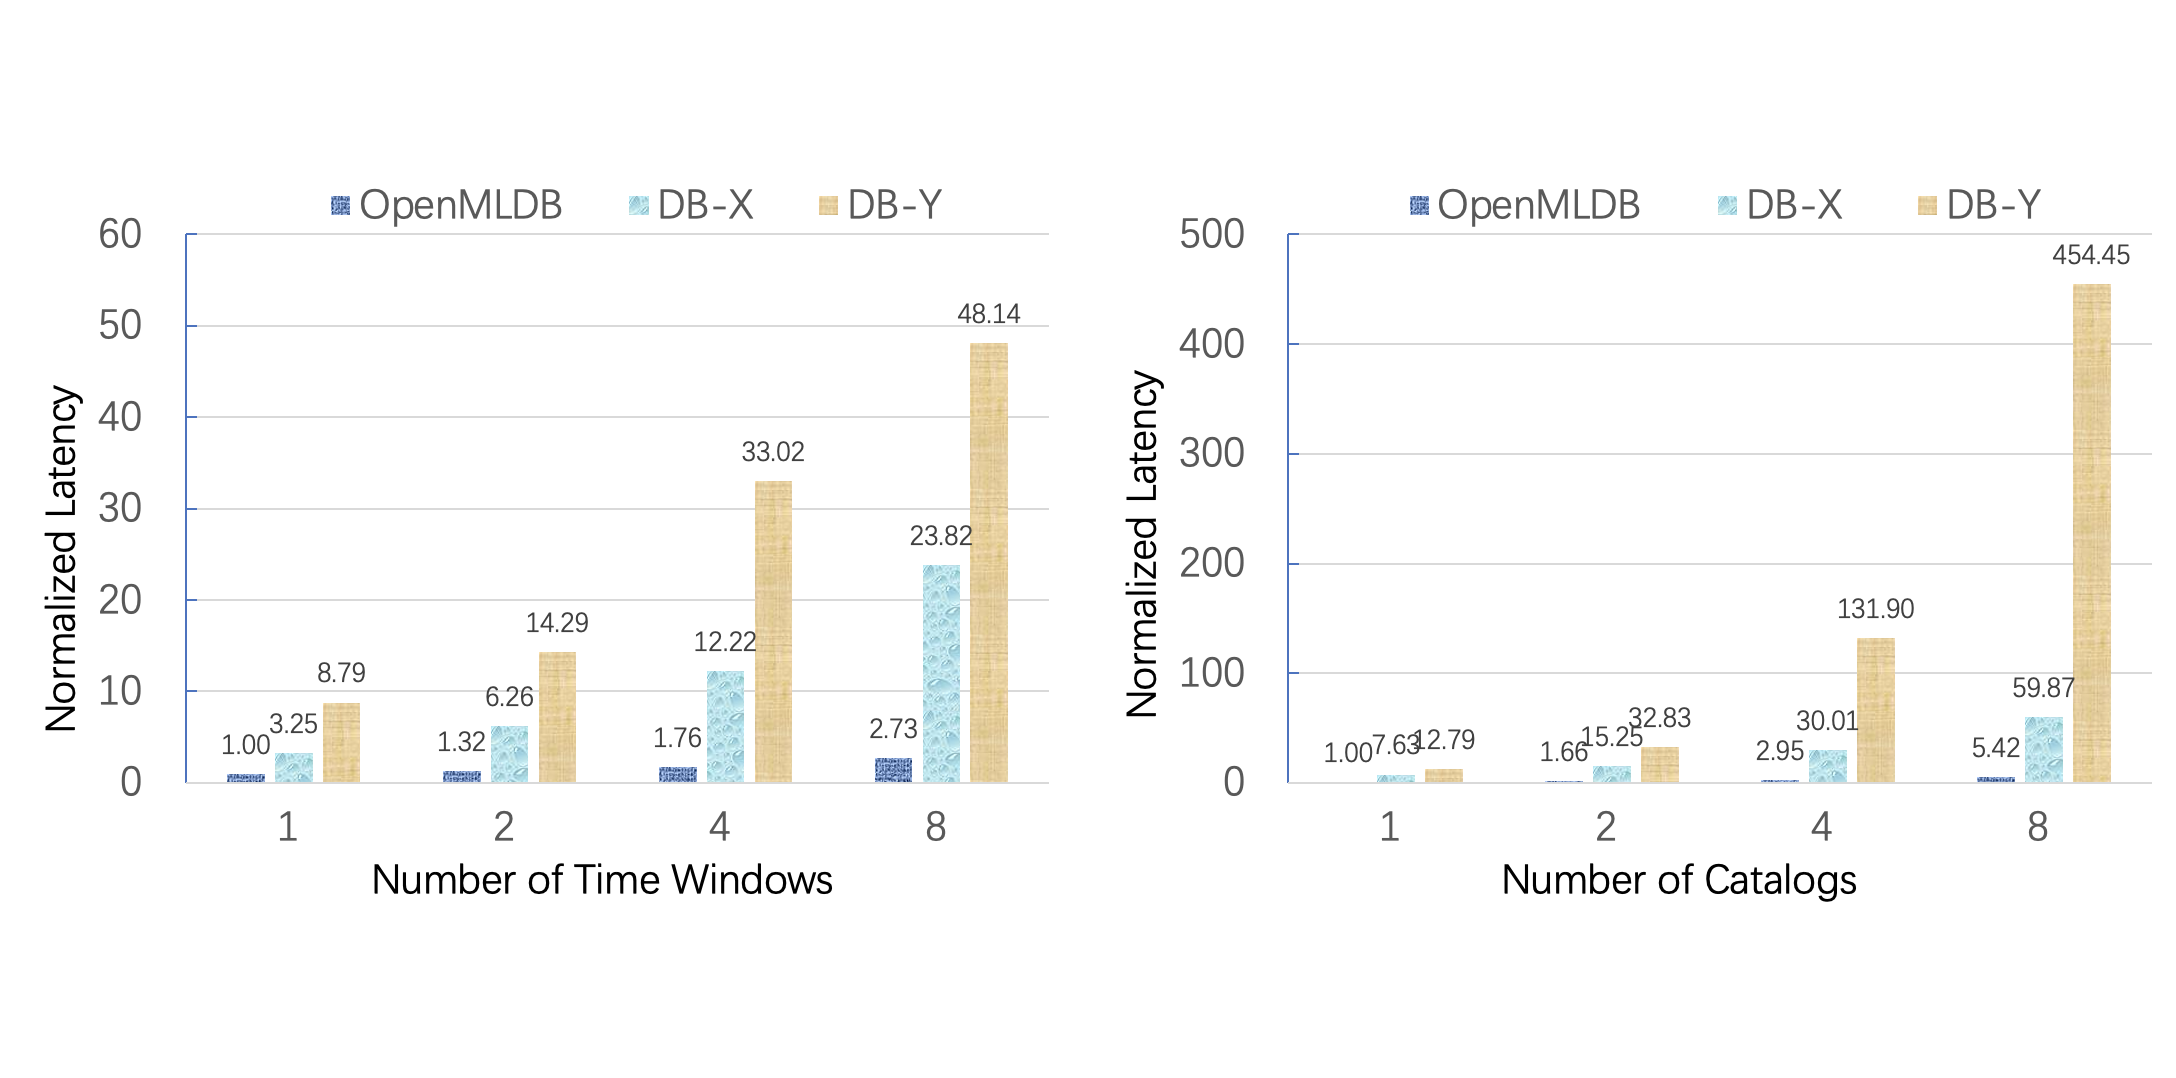 OpenMLDB DB-X DB-Y
60
50
40
30
20
10
0
Normalized Latency
1.00 3.25 8.79
1.32 6.26 14.29
1.76 12.22 33.02
2.73 23.82 48.14
1 2 4 8
Number of Time Windows
OpenMLDB DB-X DB-Y
500
400
300
200
100
0
Normalized Latency
1.00 7.63 12.79
1.66 15.25 32.83
2.95 30.01 131.90
5.42 59.87 454.45
1 2 4 8
Number of Catalogs